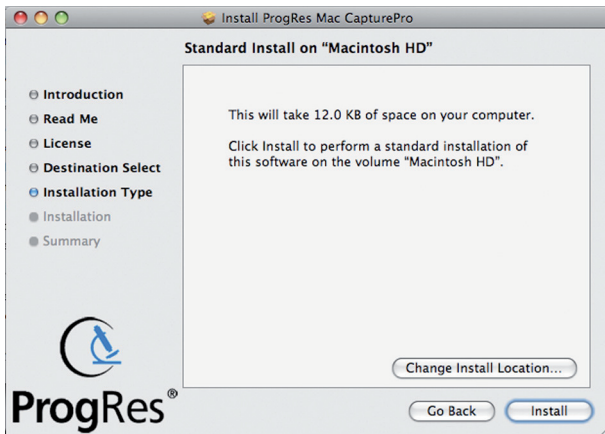 Install ProgRes Mac CapturePro
Standard Install on “Macintosh HD”
Introduction
Read Me
License
Destination Select
Installation Type
Installation
Summary
This will take 12.0 KB of space on your computer.
Click Install to perform a standard installation of
this software on the volume “Macintosh HD”.
Change Install Location...
ProgRes®
Go Back
Install